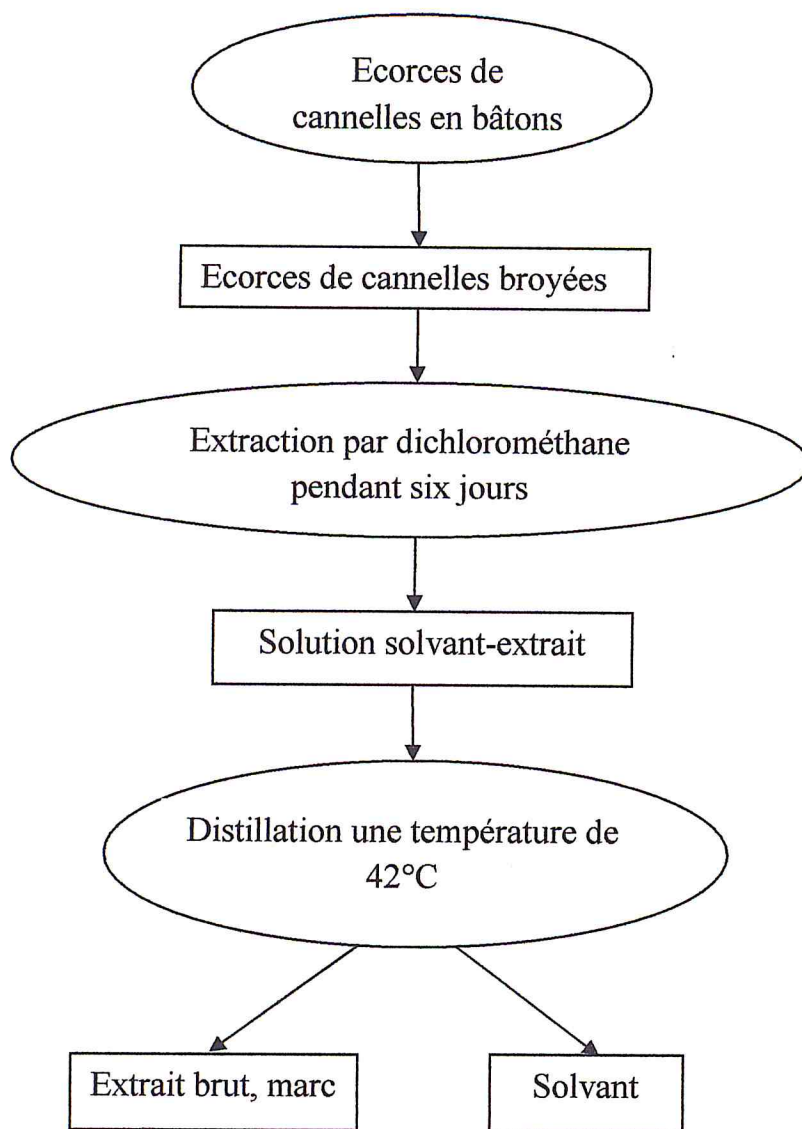 Ecorces de
cannelles en bâtons
Ecorces de cannelles broyées
Extraction par dichlorométhane
pendant six jours
Solution solvant-extrait
Distillation une température de
42°C
Extrait brut, marc
Solvant